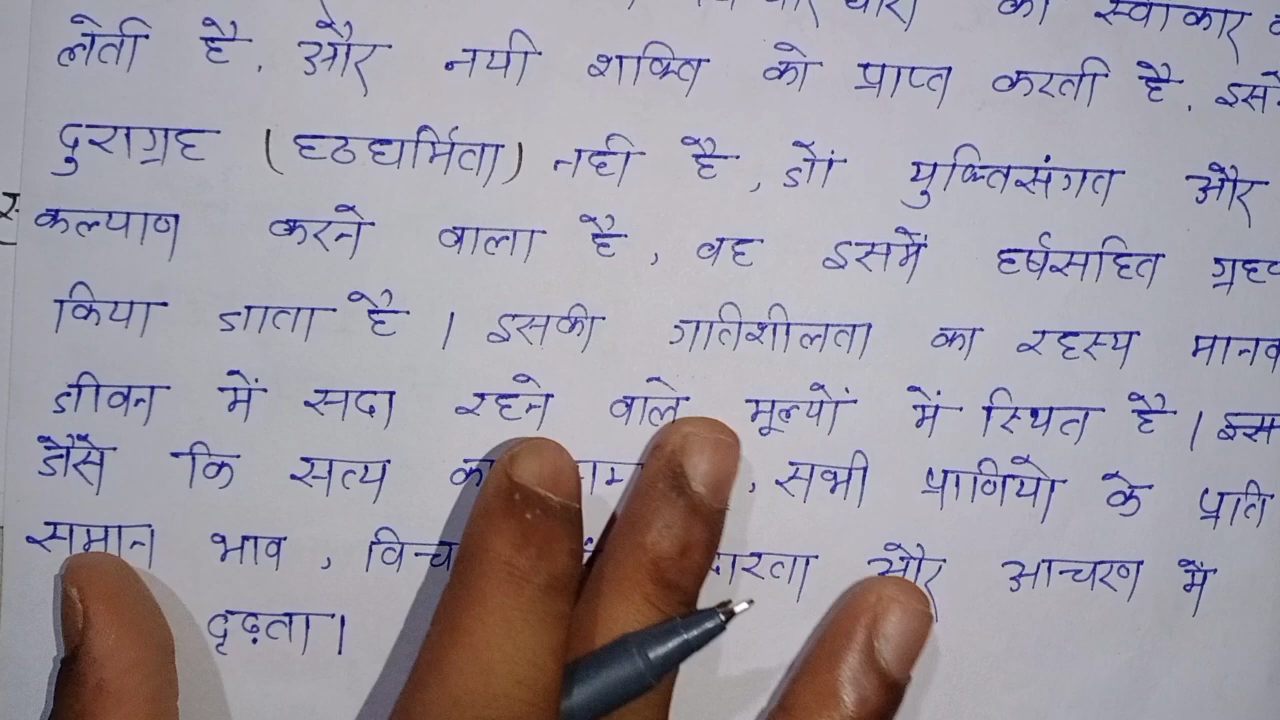 को स्वाकार
लेती है. और नयी शक्ति को प्राप्त करती है. इसमें
दुराग्रह (हठधर्मिता) नही है, जों युक्तिसंगत और
कल्याण करने वाला है, वह इसमें हर्षसहित ग्रहण
किया जाता है। इसकी गतिशीलता का रहस्य मानव
जीवन में सदा रहने वाले मूल्यों में स्थित है। इस
जैसे कि सत्य का , सभी प्राणियो के प्रति
समान भाव, और आचरण में
दृढ़ता।